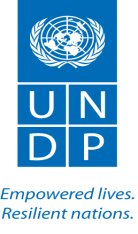 U N
D P
Empowered lives.
Resilient nations.